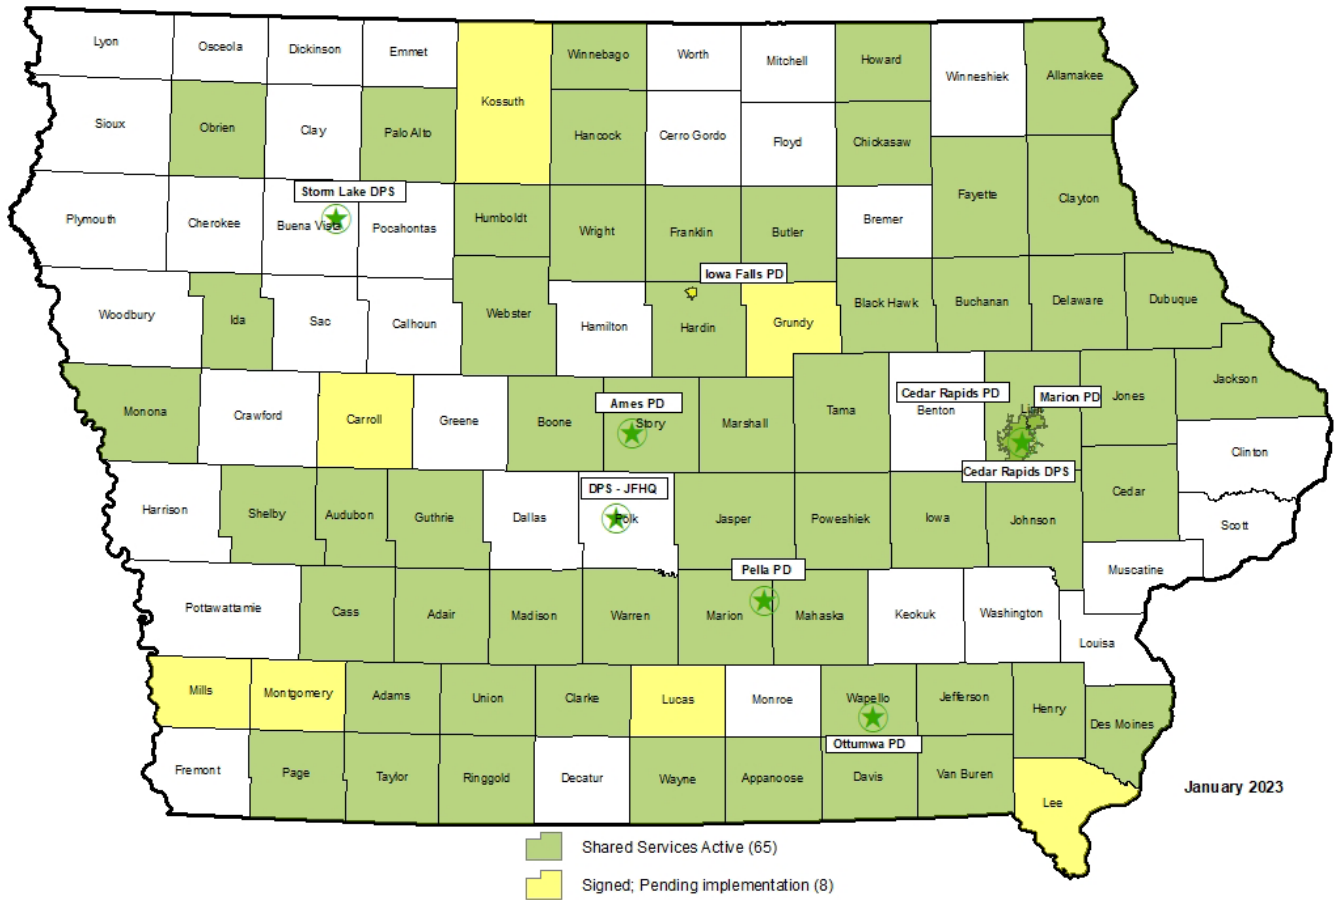 Lyon
Osceola
Dickinson
Emmet
Kossuth
Winnebago
Worth
Mitchell
Howard
Winneshiek
Allamakee
Sioux
Obrien
Clay
Palo Alto
Hancock
Cerro Gordo
Floyd
Chickasaw
Fayette
Clayton
Storm Lake DPS
Plymouth
Cherokee
Buena Vista
Pocahontas
Humboldt
Wright
Franklin
Butler
Bremer
Iowa Falls PD
Woodbury
Ida
Sac
Calhoun
Webster
Hamilton
Hardin
Grundy
Black Hawk
Buchanan
Delaware
Dubuque
Monona
Crawford
Carroll
Greene
Boone
Ames PD
Story
Marshall
Tama
Cedar Rapids PD
Benton
Linn
Marion PD
Jones
Jackson
Cedar Rapids DPS
Clinton
Harrison
Shelby
Audubon
Guthrie
Dallas
DPS - JFHQ
Polk
Jasper
Poweshiek
Iowa
Johnson
Cedar
Scott
Muscatine
Pottawattamie
Cass
Adair
Madison
Warren
Marion
Pella PD
Mahaska
Keokuk
Washington
Louisa
Mills
Montgomery
Adams
Union
Clarke
Lucas
Monroe
Wapello
Jefferson
Henry
Des Moines
Ottumwa PD
Fremont
Page
Taylor
Ringgold
Decatur
Wayne
Appanoose
Davis
Van Buren
Lee
January 2023
Shared Services Active (65)
Signed; Pending implementation (8)